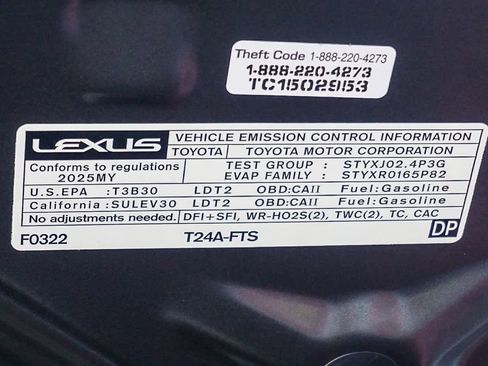 Theft Code 1-888-220-4273
1-888-220-4273
TC1502953
LEXUS VEHICLE EMISSION CONTROL INFORMATION
TOYOTA TOYOTA MOTOR CORPORATION
Conforms to regulations TEST GROUP : STYXJ02.4P3G
2025MY EVAP FAMILY : STYXR0165P82
U.S.EPA :T3B30 LDT2 OBD:CAII Fuel:Gasoline
California :SULEV30 LDT2 OBD:CAII Fuel:Gasoline
No adjustments needed. DFI+SFI, WR-HO2S(2), TWC(2), TC, CAC
F0322 T24A-FTS DP